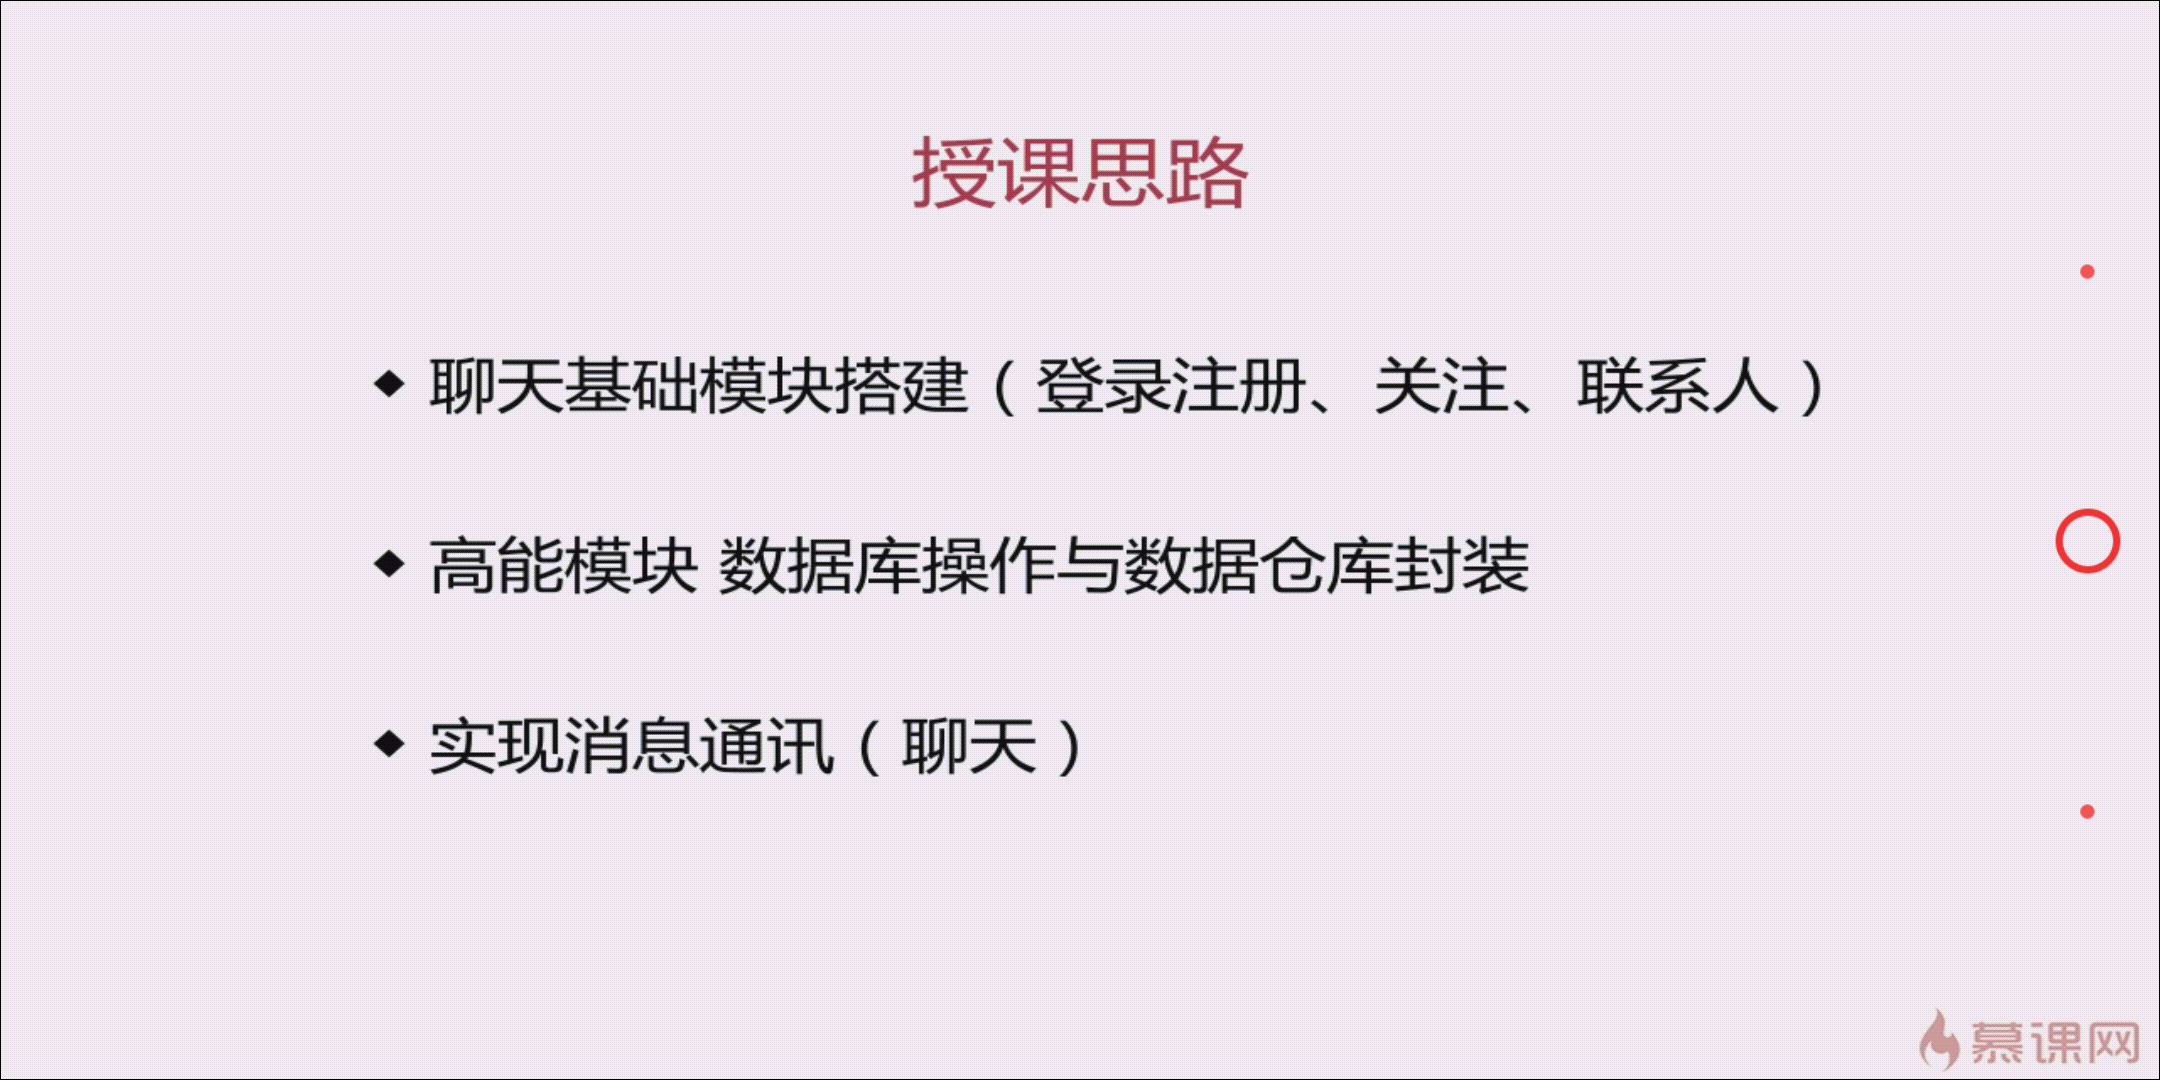 授课思路
◆ 聊天基础模块搭建（登录注册、关注、联系人）
◆ 高能模块 数据库操作与数据仓库封装
◆ 实现消息通讯（聊天）
慕课网